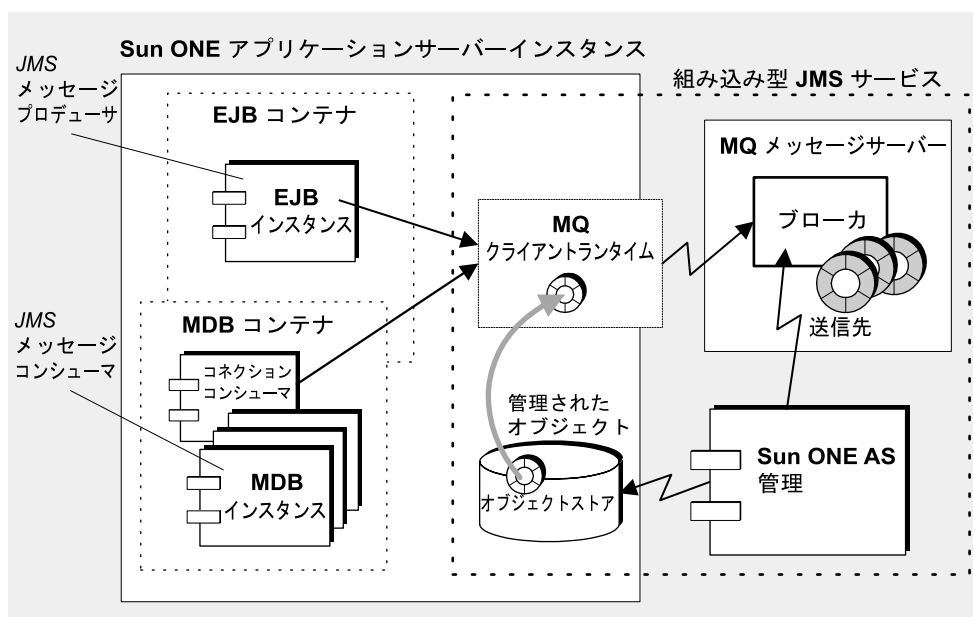 Sun ONE アプリケーションサーバーインスタンス
JMS
メッセージ
プロデューサ
EJB コンテナ
EJB
インスタンス
JMS
メッセージ
コンシューマ
MDB コンテナ
コネクション
コンシューマ
MDB
インスタンス
組み込み型 JMS サービス
MQ
クライアントランタイム
管理された
オブジェクト
オブジェクトストア
MQ メッセージサーバー
ブローカ
送信先
Sun ONE AS
管理